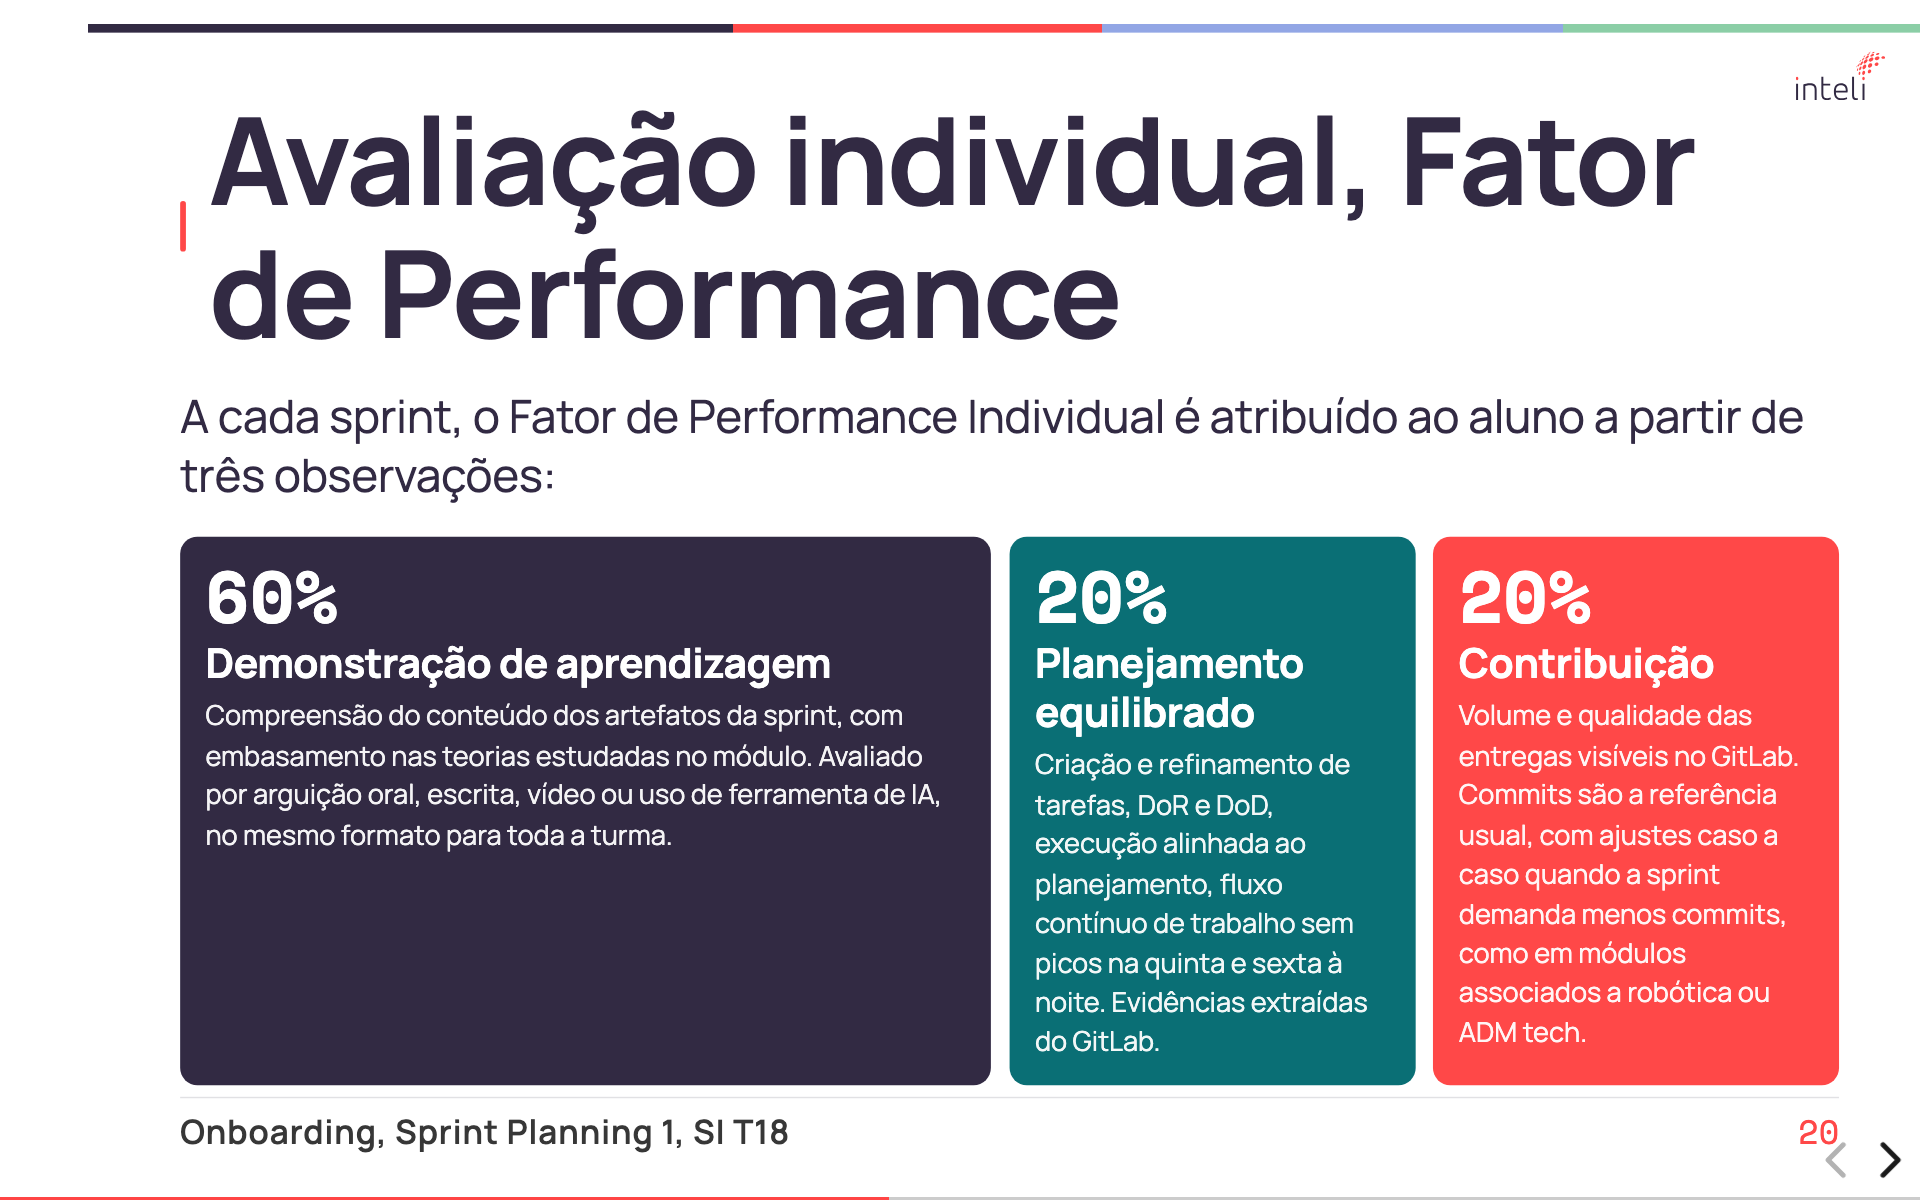 inteli
Avaliação individual, Fator
de Performance
A cada sprint, o Fator de Performance Individual é atribuído ao aluno a partir de
três observações:
60%
Demonstração de aprendizagem
Compreensão do conteúdo dos artefatos da sprint, com
embasamento nas teorias estudadas no módulo. Avaliado
por arguição oral, escrita, vídeo ou uso de ferramenta de IA,
no mesmo formato para toda a turma.
20%
Planejamento
equilibrado
Criação e refinamento de
tarefas, DoR e DoD,
execução alinhada ao
planejamento, fluxo
contínuo de trabalho sem
picos na quinta e sexta à
noite. Evidências extraídas
do GitLab.
20%
Contribuição
Volume e qualidade das
entregas visíveis no GitLab.
Commits são a referência
usual, com ajustes caso a
caso quando a sprint
demanda menos commits,
como em módulos
associados a robótica ou
ADM tech.
Onboarding, Sprint Planning 1, SI T18
20